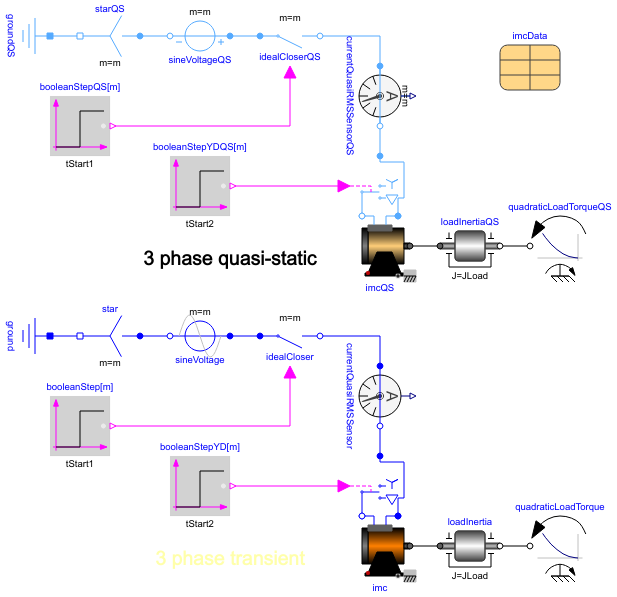 starQS
m=m
groundQS
m=m
sineVoltageQS
m=m
idealCloserQS
currentQuasiRMSSensorQS
m=m
A
imcData
booleanStepQS[m]
tStart1
booleanStepYDQS[m]
tStart2
3 phase quasi-static
imcQS
loadInertiaQS
J=JLoad
quadraticLoadTorqueQS
star
m=m
ground
m=m
sineVoltage
m=m
idealCloser
currentQuasiRMSSensor
A
booleanStep[m]
tStart1
booleanStepYD[m]
tStart2
3 phase transient
imc
loadInertia
J=JLoad
quadraticLoadTorque